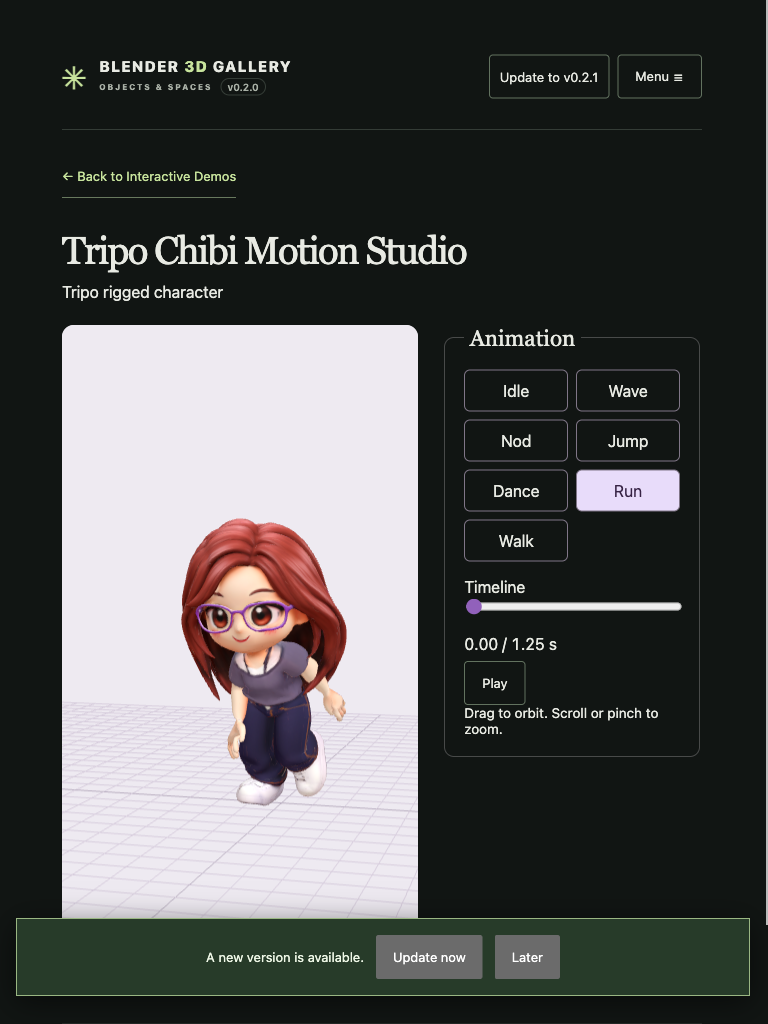 BLENDER 3D GALLERY
OBJECTS & SPACES v0.2.0
Update to v0.2.1
Menu ≡
← Back to Interactive Demos
Tripo Chibi Motion Studio
Tripo rigged character
Animation
Idle
Wave
Nod
Jump
Dance
Run
Walk
Timeline
0.00 / 1.25 s
Play
Drag to orbit. Scroll or pinch to
zoom.
A new version is available.
Update now
Later